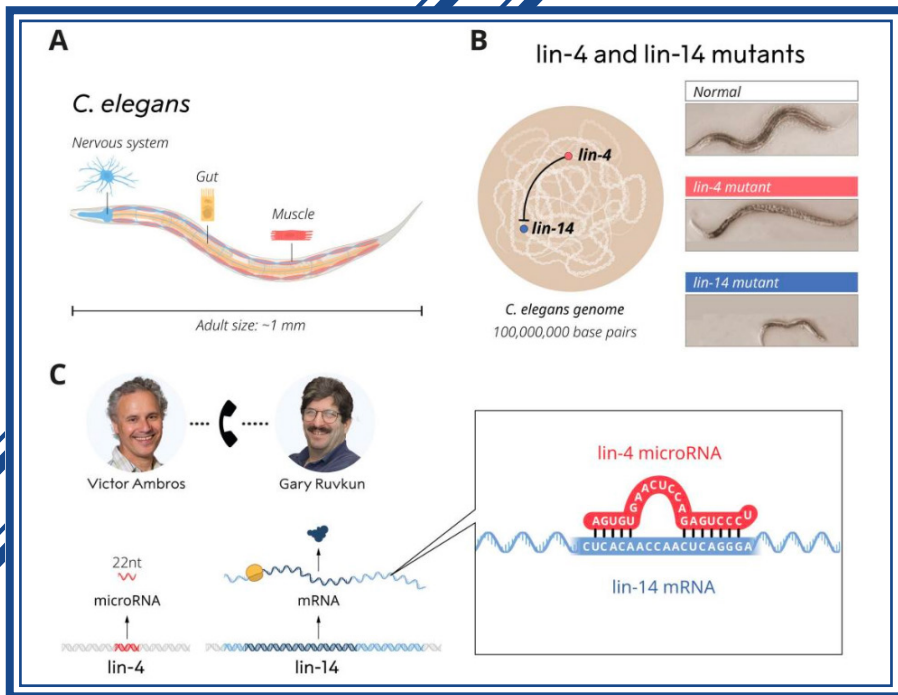 A
C. elegans
Nervous system
Gut
Muscle
Adult size: ~1 mm
B
lin-4 and lin-14 mutants
lin-4
lin-14
C. elegans genome
100,000,000 base pairs
Normal
lin-4 mutant
lin-14 mutant
C
Victor Ambros
Gary Ruvkun
22nt
microRNA
mRNA
lin-4
lin-14
lin-4 microRNA
AGUGUGAACUCCAGAGUCCCU
CUCACAACCAACUCAGGGA
lin-14 mRNA